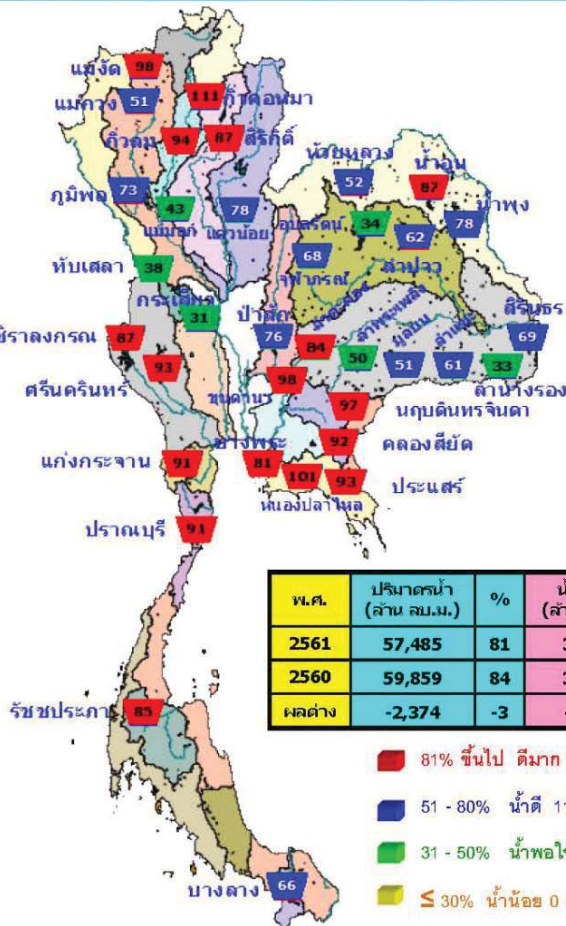 แม่งัด 98
แม่กวง 51
111 กิ่วคอหมา
กิ่วลม 94
87 สิริกิติ์
ห้วยหลวง 52
น้ำอูน 87
ภูมิพล 73
43 แม่มอก
78 แควน้อย
อุบลรัตน์ 34
น้ำพุง 78
68 จุฬาภรณ์
62 ลำปาว
ทับเสลา 38
กระเสียว 31
ป่าสัก 76
84
ลำพระเพลิง 50
มูลบน 51
ลำแซะ 61
สิรินธร 69
ลำนางรอง 33
ชิราลงกรณ 87
ศรีนครินทร์ 93
ขุนด่านฯ 98
97 นฤบดินทรจินดา
92 คลองสียัด
บางพระ 81
101 หนองปลาไหล
93 ประแสร์
แก่งกระจาน 91
ปราณบุรี 91
พ.ศ. ปริมาตรน้ำ (ล้าน ลบ.ม.) %
2561 57,485 81
2560 59,859 84
ผลต่าง -2,374 -3
รัชชประภา 85
81% ขึ้นไป ดีมาก
51 - 80% น้ำดี
31 - 50% น้ำพอใ
≤ 30% น้ำน้อย 0
บางลาง 66